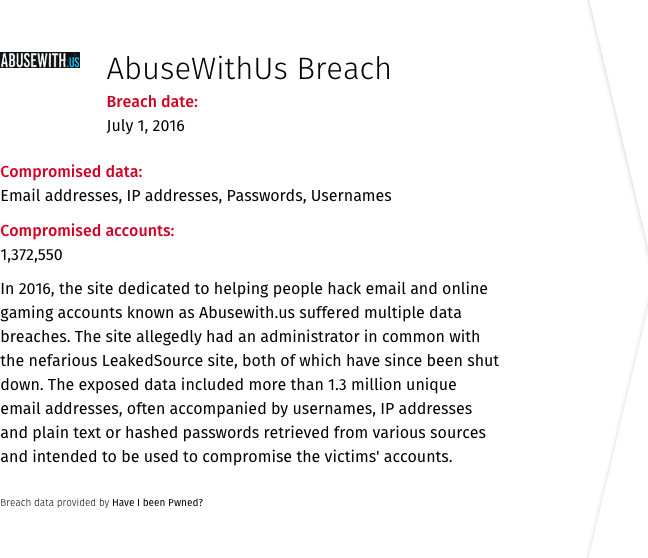 ABUSEWITH.US
AbuseWithUs Breach
Breach date:
July 1, 2016
Compromised data:
Email addresses, IP addresses, Passwords, Usernames
Compromised accounts:
1,372,550
In 2016, the site dedicated to helping people hack email and online
gaming accounts known as Abusewith.us suffered multiple data
breaches. The site allegedly had an administrator in common with
the nefarious LeakedSource site, both of which have since been shut
down. The exposed data included more than 1.3 million unique
email addresses, often accompanied by usernames, IP addresses
and plain text or hashed passwords retrieved from various sources
and intended to be used to compromise the victims' accounts.
Breach data provided by Have I been Pwned?